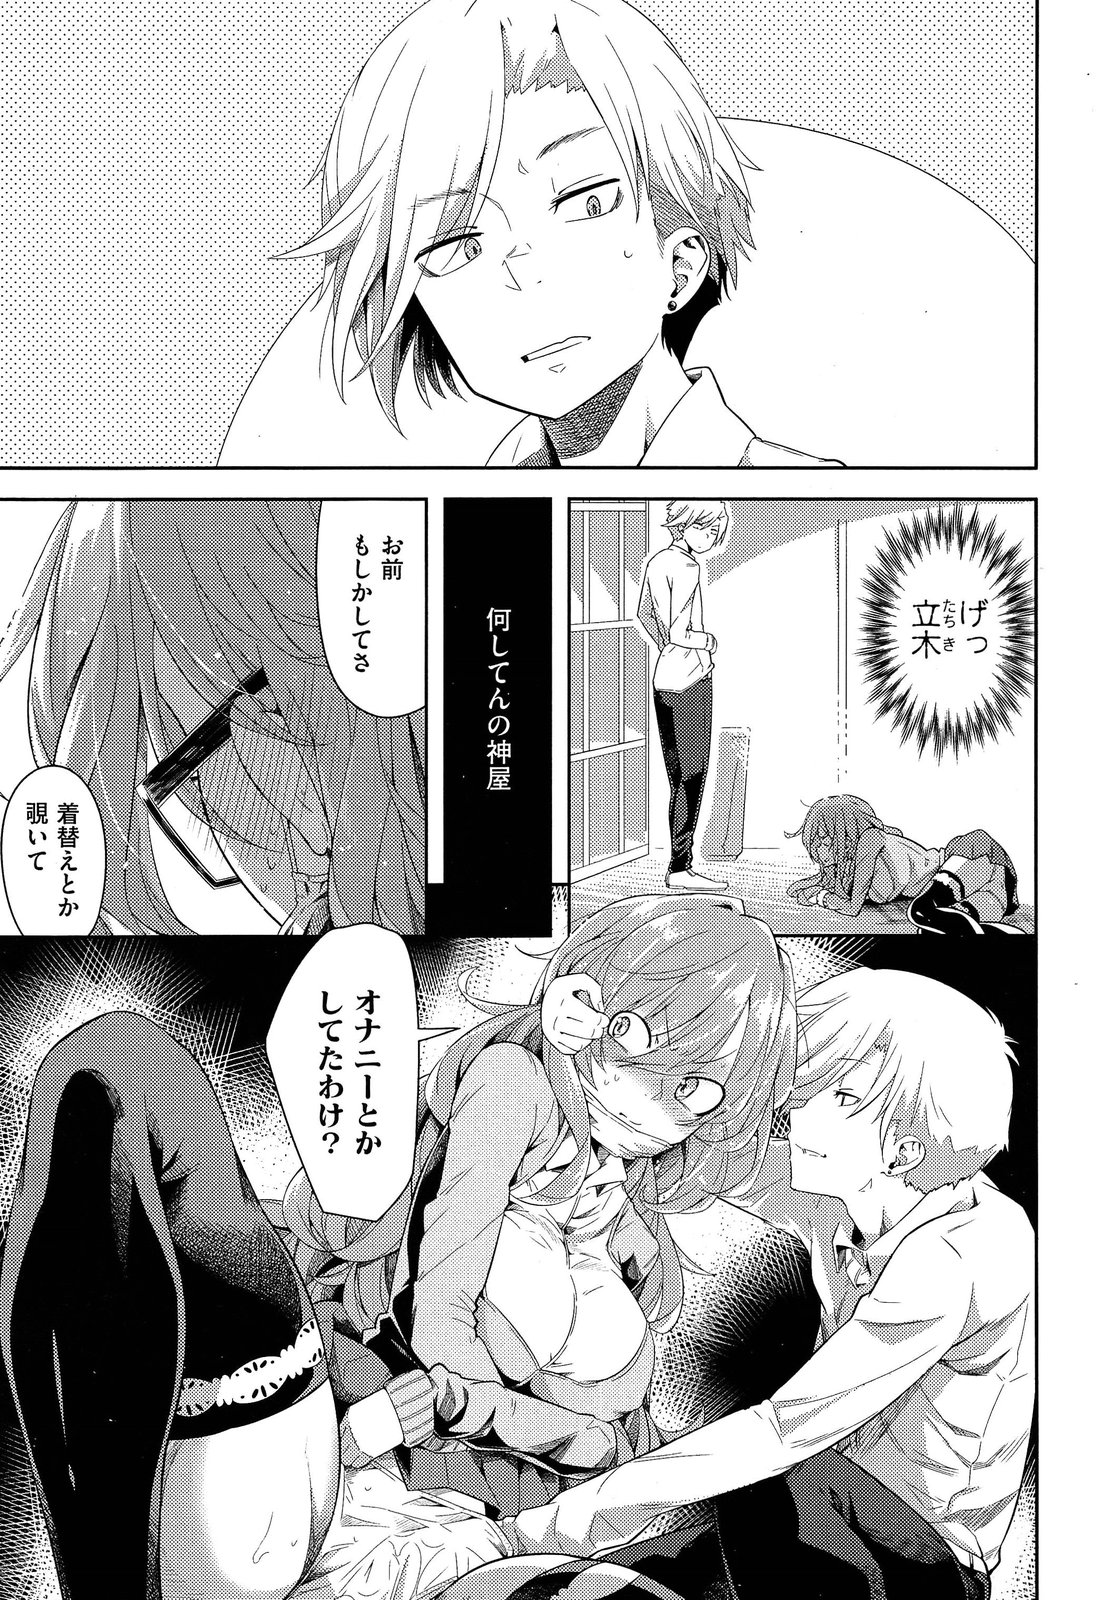 げっ
立木
たちき
何してんの神屋
お前
もしかしてさ
着替えとか
覗いて
オナニーとか
してたわけ？